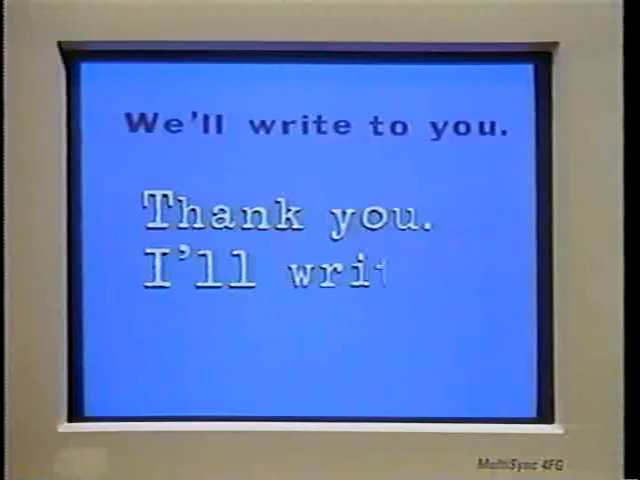 We'll write to you.
Thank you.
I'll writ
MultiSync 4FG